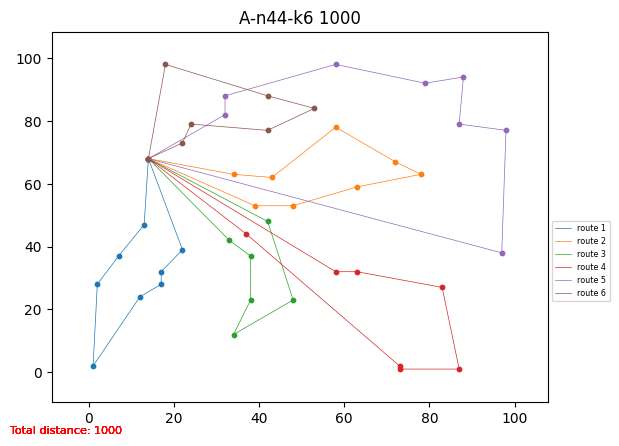 A-n44-k6 1000
100
80
60
40
20
0
0 20 40 60 80 100
route 1
route 2
route 3
route 4
route 5
route 6
Total distance: 1000